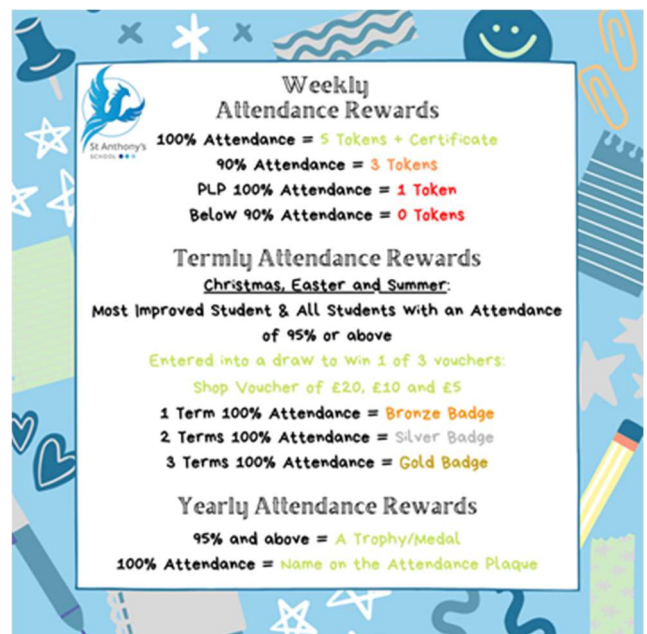 Weekly
Attendance Rewards
St Anthony's
SCHOOL
100% Attendance = 5 Tokens + Certificate
90% Attendance = 3 Tokens
PLP 100% Attendance = 1 Token
Below 90% Attendance = 0 Tokens
Termly Attendance Rewards
Christmas, Easter and Summer:
Most Improved Student & All Students with an Attendance
of 95% or above
Entered into a draw to win 1 of 3 vouchers:
Shop Voucher of £20, £10 and £5
1 Term 100% Attendance = Bronze Badge
2 Terms 100% Attendance = Silver Badge
3 Terms 100% Attendance = Gold Badge
Yearly Attendance Rewards
95% and above = A Trophy/Medal
100% Attendance = Name on the Attendance Plaque